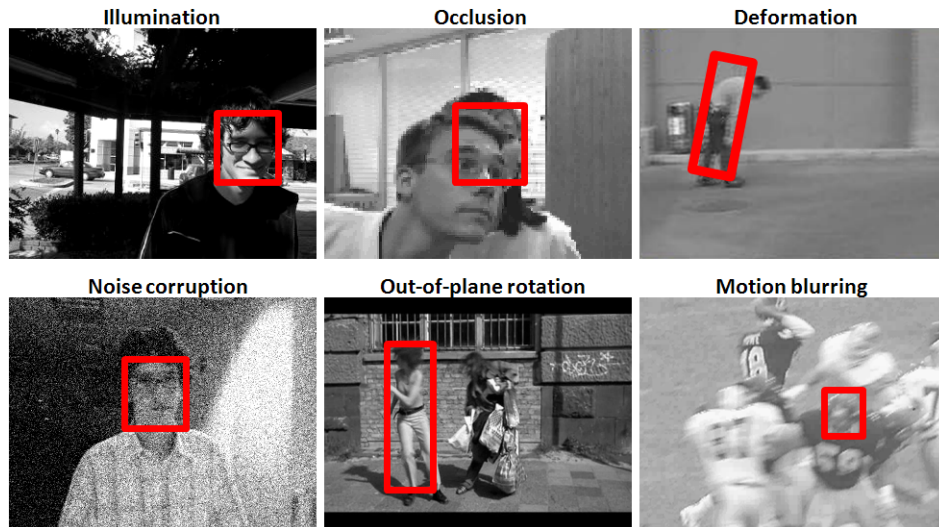 Illumination
Occlusion
Deformation
Noise corruption
Out-of-plane rotation
Motion blurring